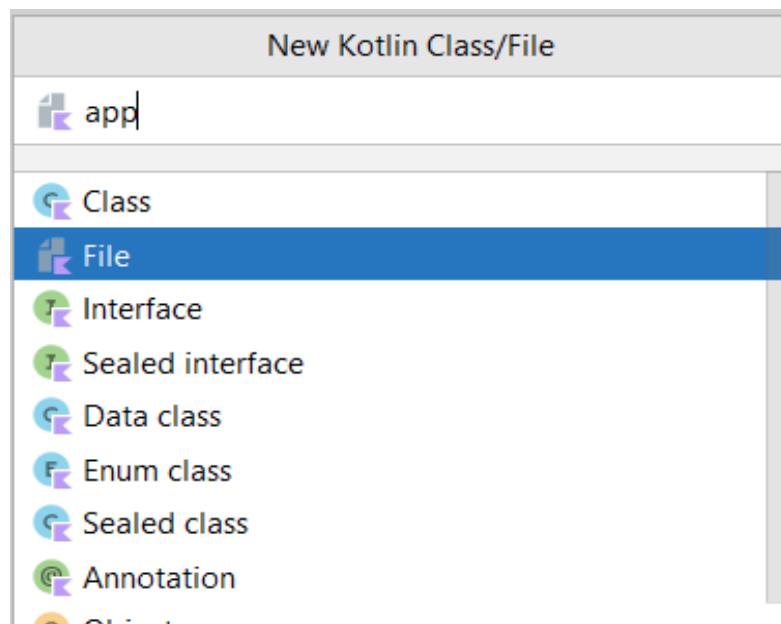 New Kotlin Class/File
app
Class
File
Interface
Sealed interface
Data class
Enum class
Sealed class
Annotation